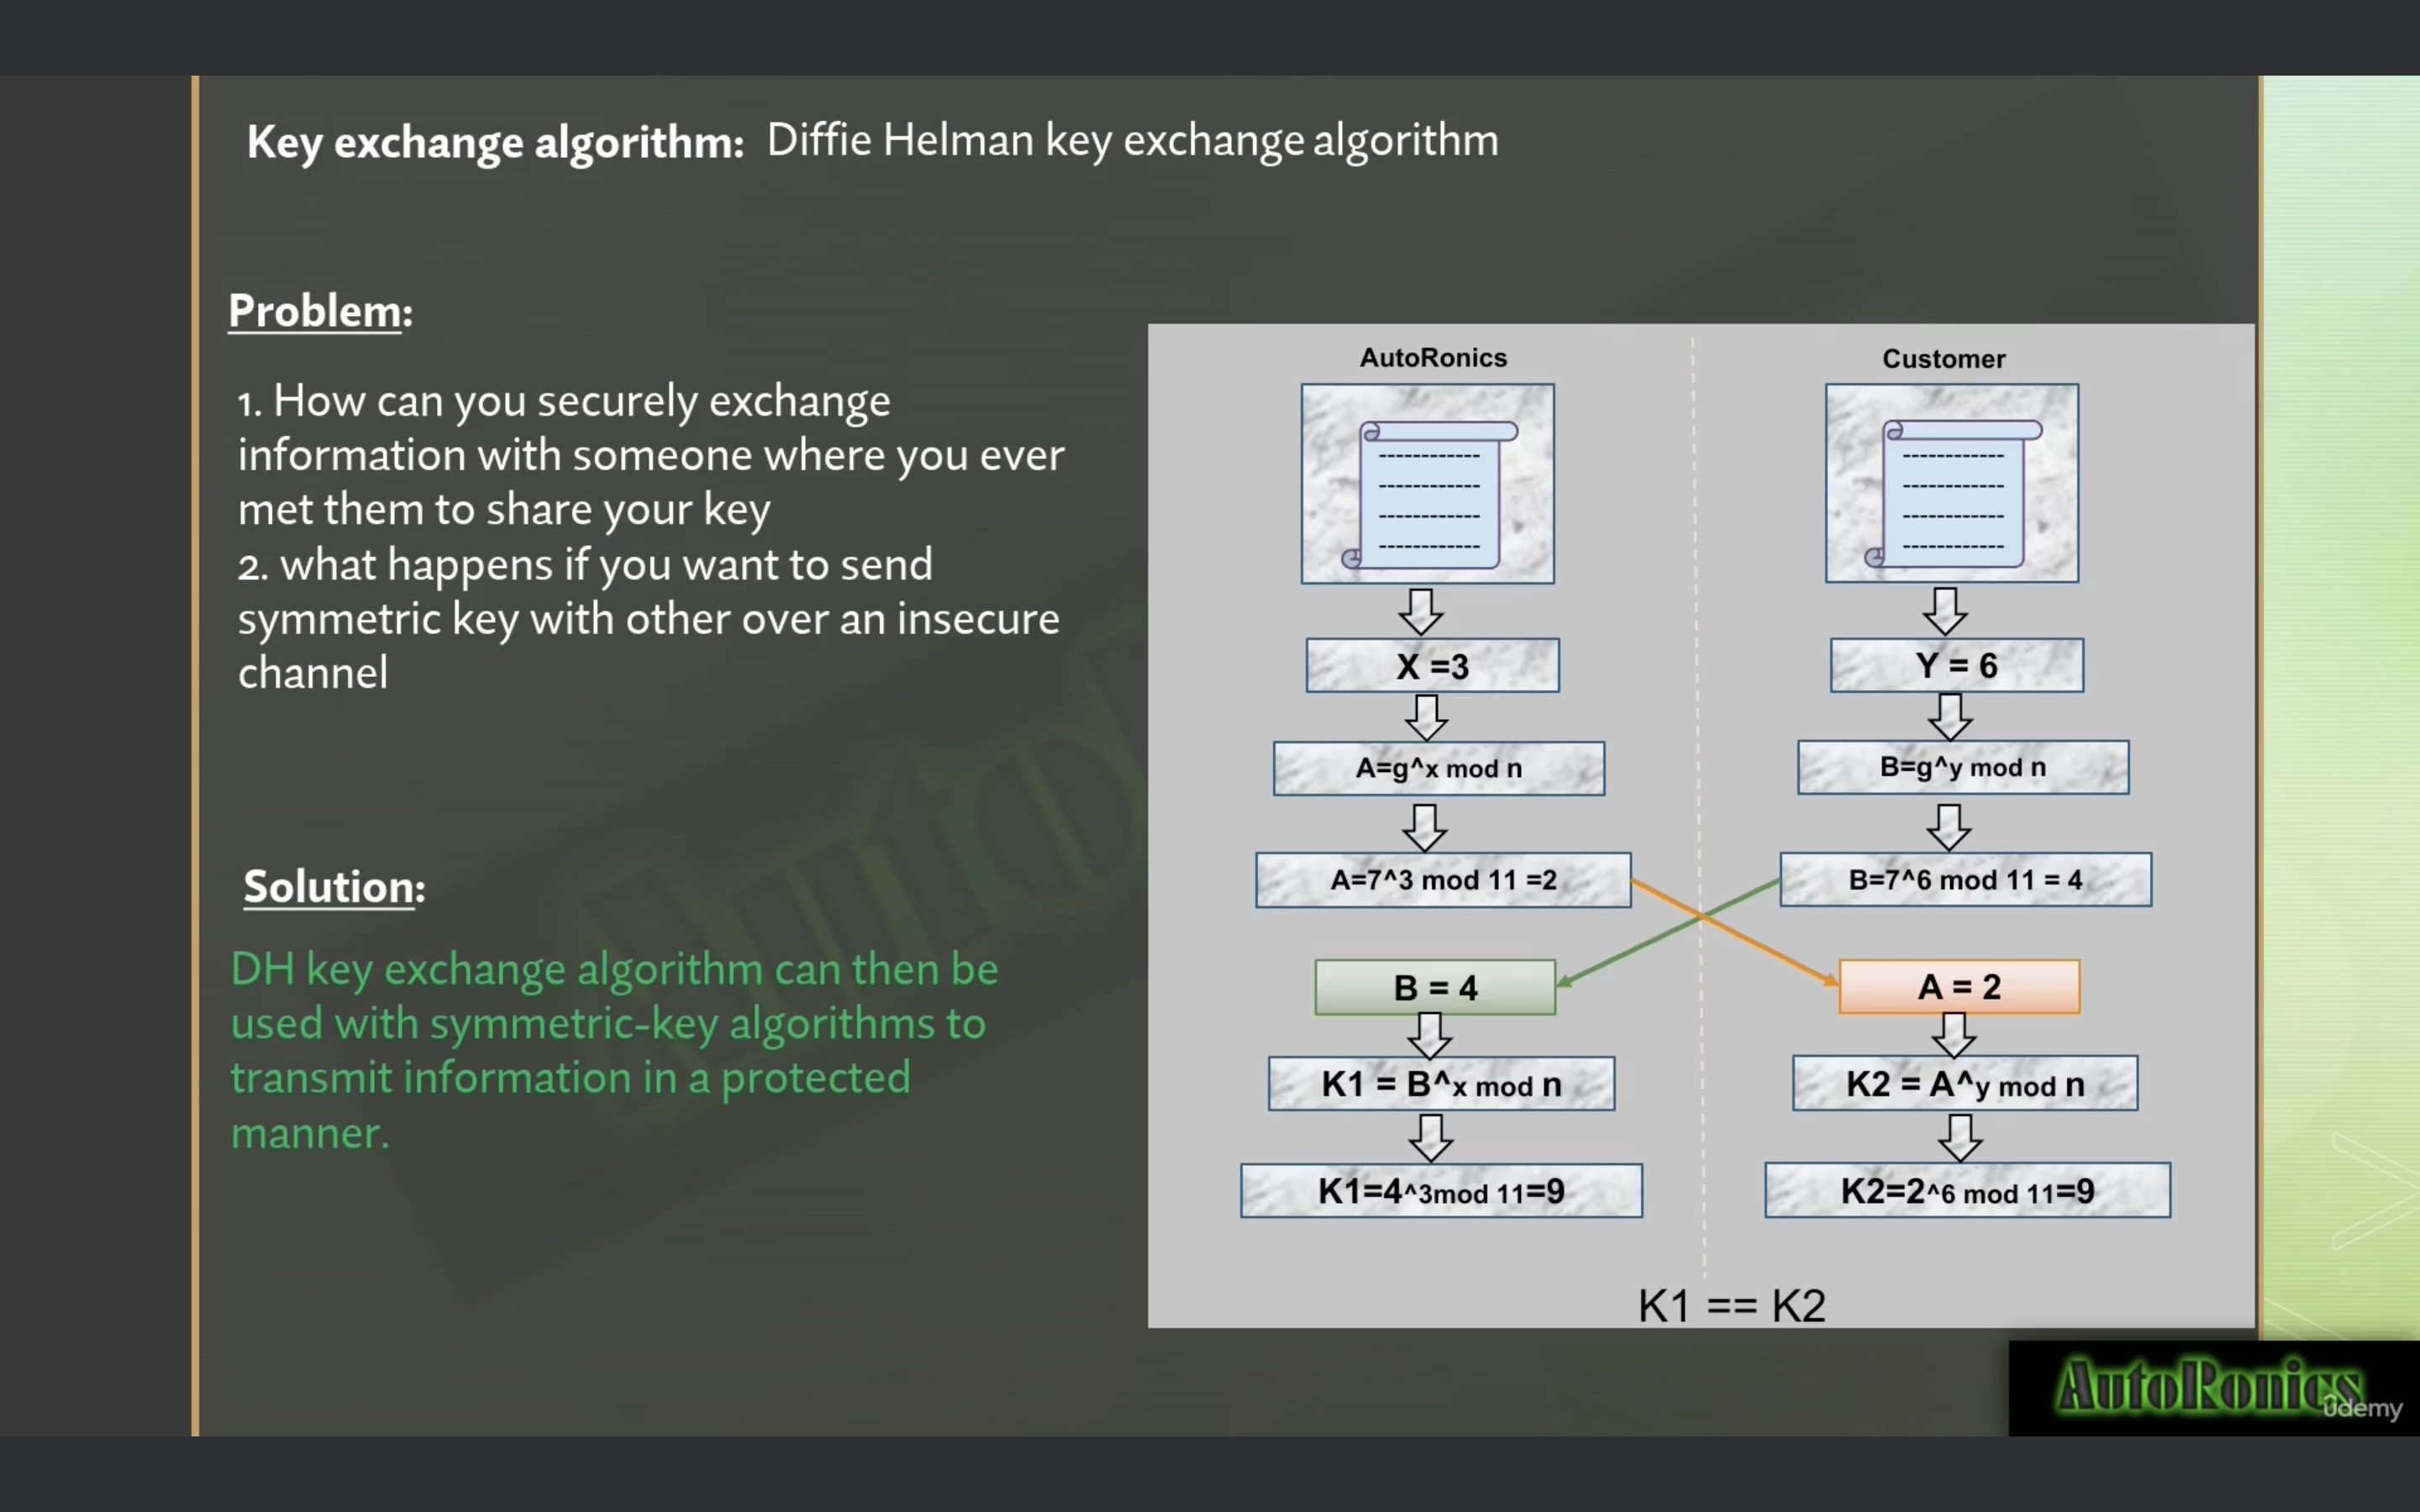 Key exchange algorithm: Diffie Helman key exchange algorithm
Problem:
1. How can you securely exchange
information with someone where you ever
met them to share your key
2. what happens if you want to send
symmetric key with other over an insecure
channel
Solution:
DH key exchange algorithm can then be
used with symmetric-key algorithms to
transmit information in a protected
manner.
AutoRonics
X =3
A=g^x mod n
A=7^3 mod 11 =2
B = 4
K1 = B^x mod n
K1=4^3mod 11=9
Customer
Y = 6
B=g^y mod n
B=7^6 mod 11 = 4
A = 2
K2 = A^y mod n
K2=2^6 mod 11=9
K1 == K2
AutoRonics
ûdemy